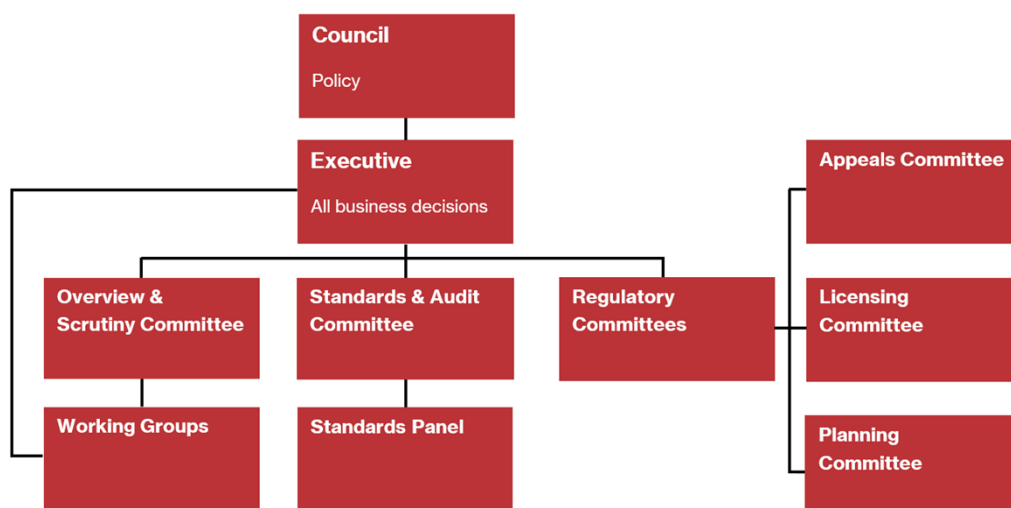 Council
Policy
Executive
All business decisions
Appeals Committee
Overview &
Scrutiny Committee
Standards & Audit
Committee
Regulatory
Committees
Licensing
Committee
Working Groups
Standards Panel
Planning
Committee